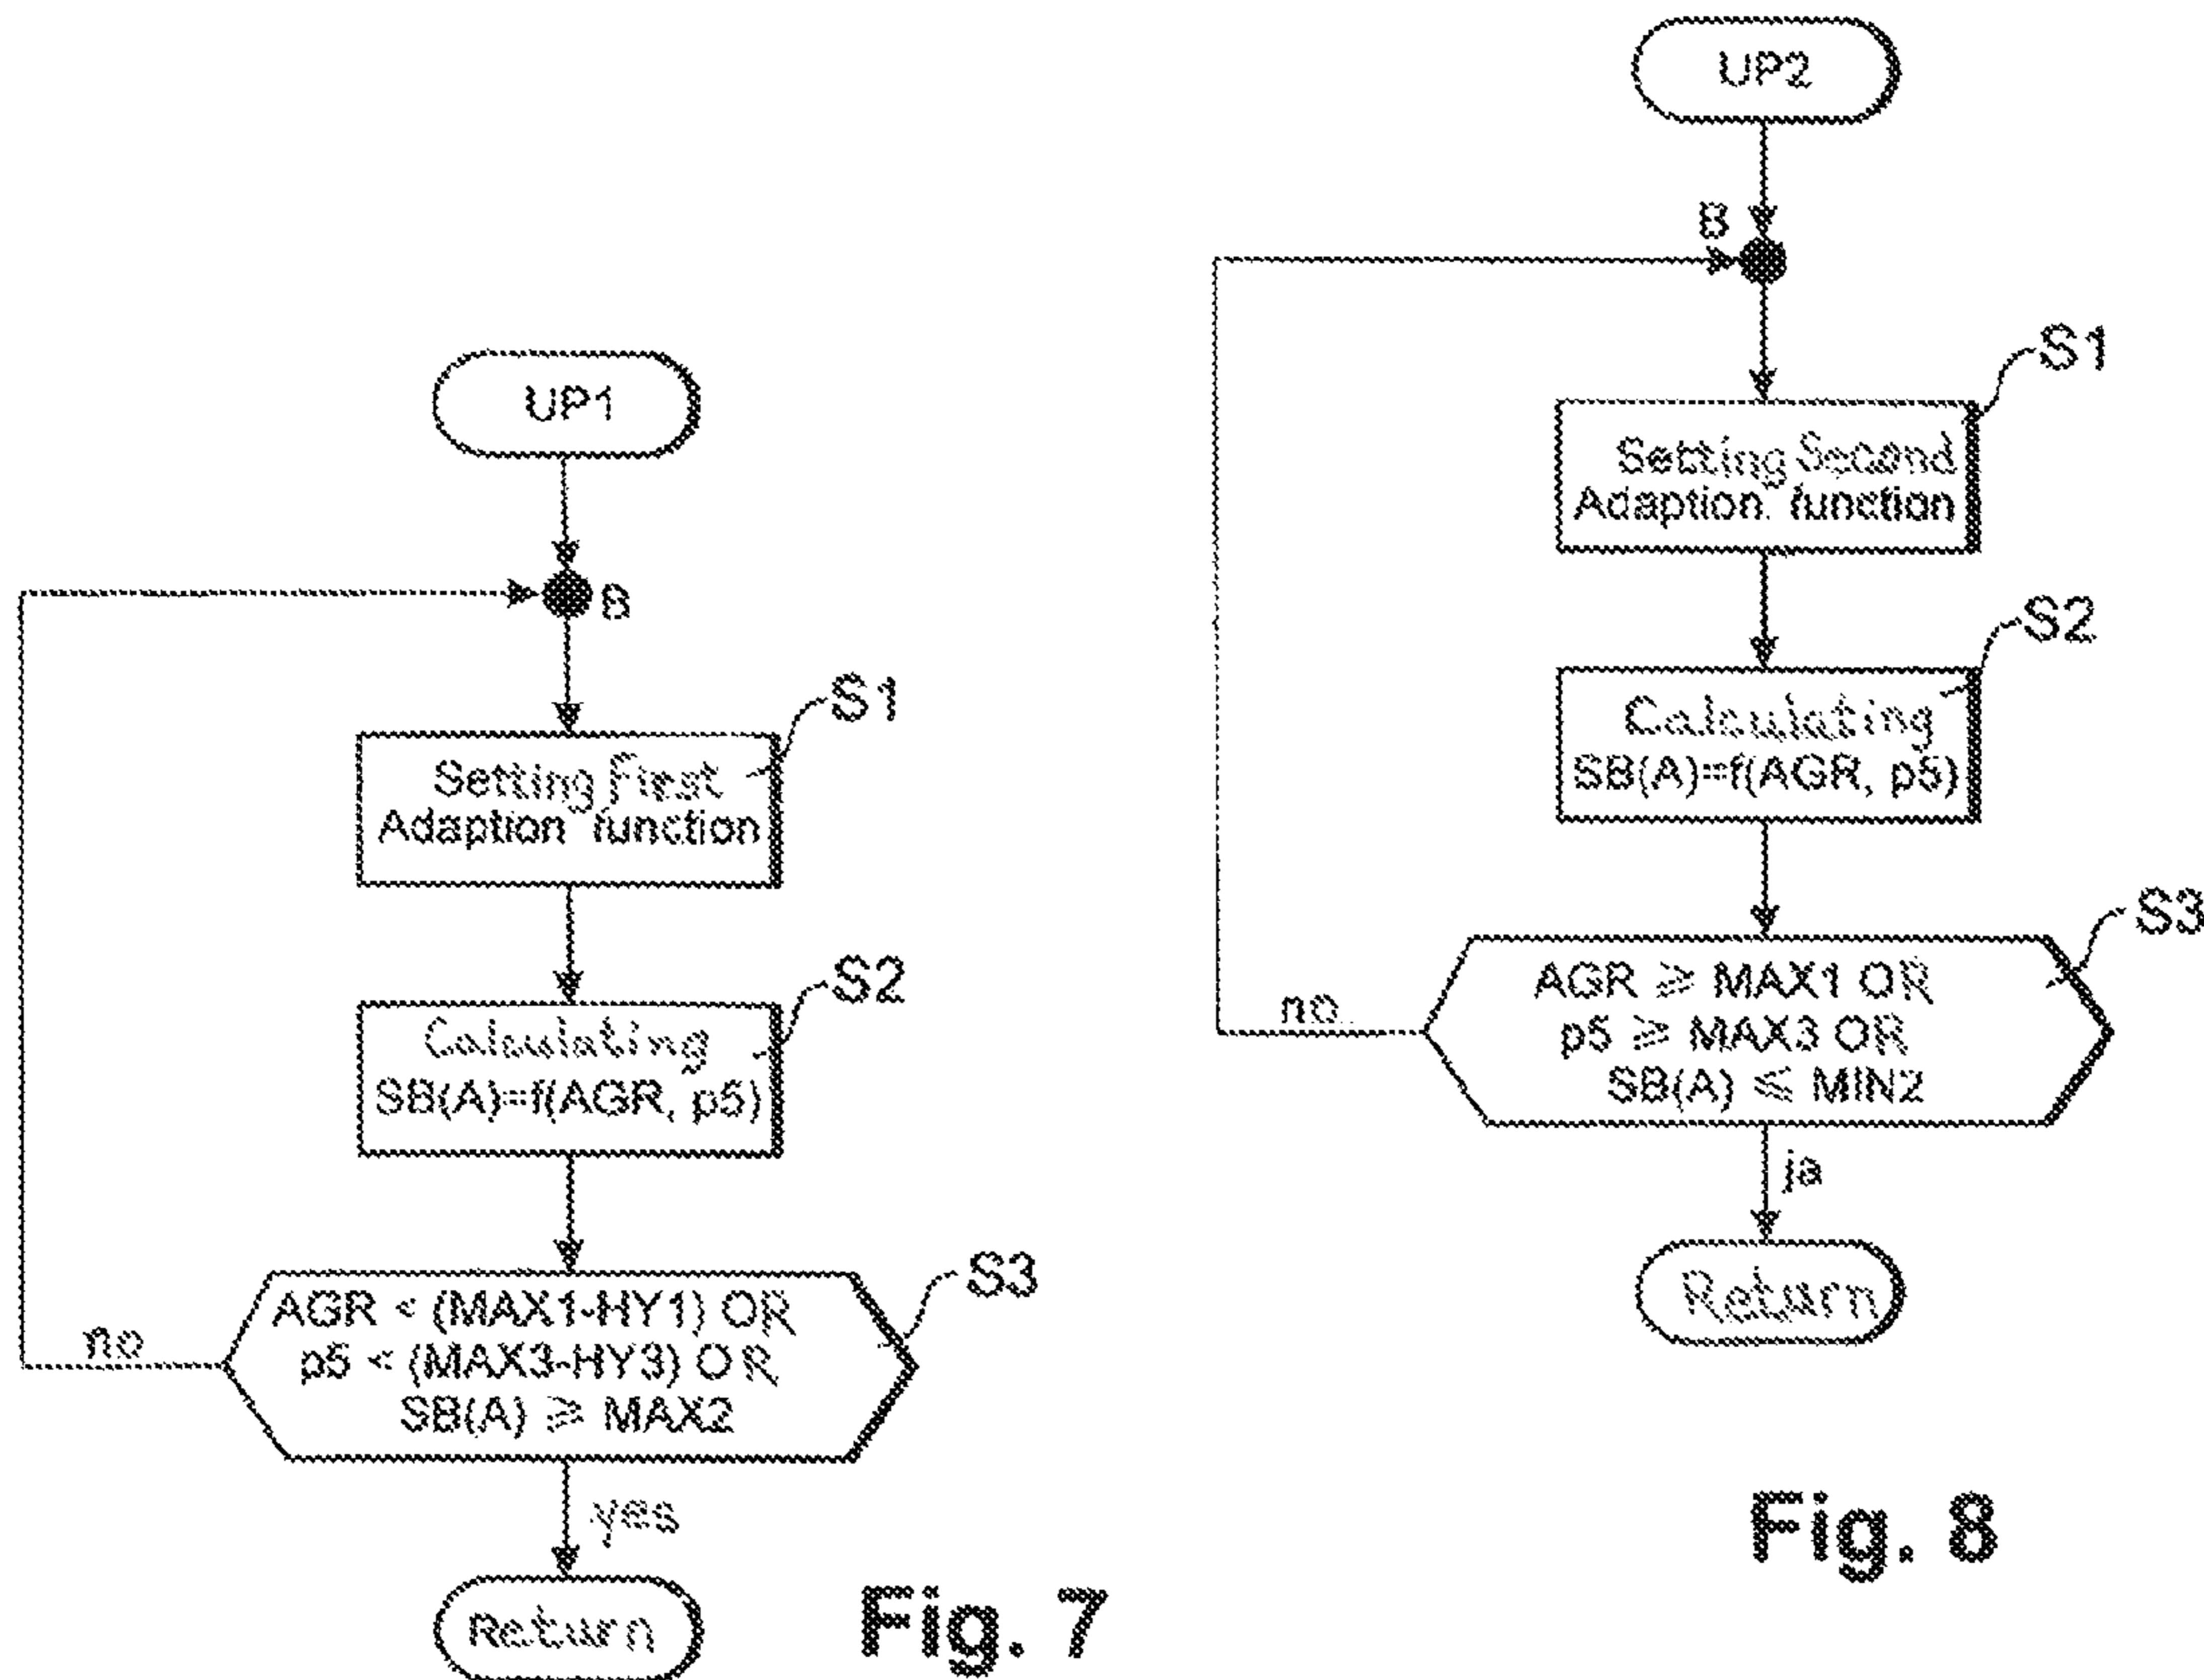 UP1
B
S1
Setting First
Adaption function
S2
Calculating
SB(A)=f(AGR, p5)
S3
AGR < (MAX1-HY1) OR
p5 < (MAX3-HY3) OR
SB(A) ⩾ MAX2
no
yes
Return
Fig. 7
UP2
B
S1
Setting Second
Adaption function
S2
Calculating
SB(A)=f(AGR, p5)
S3
AGR ⩾ MAX1 OR
p5 ⩾ MAX3 OR
SB(A) ⩽ MIN2
no
ja
Return
Fig. 8